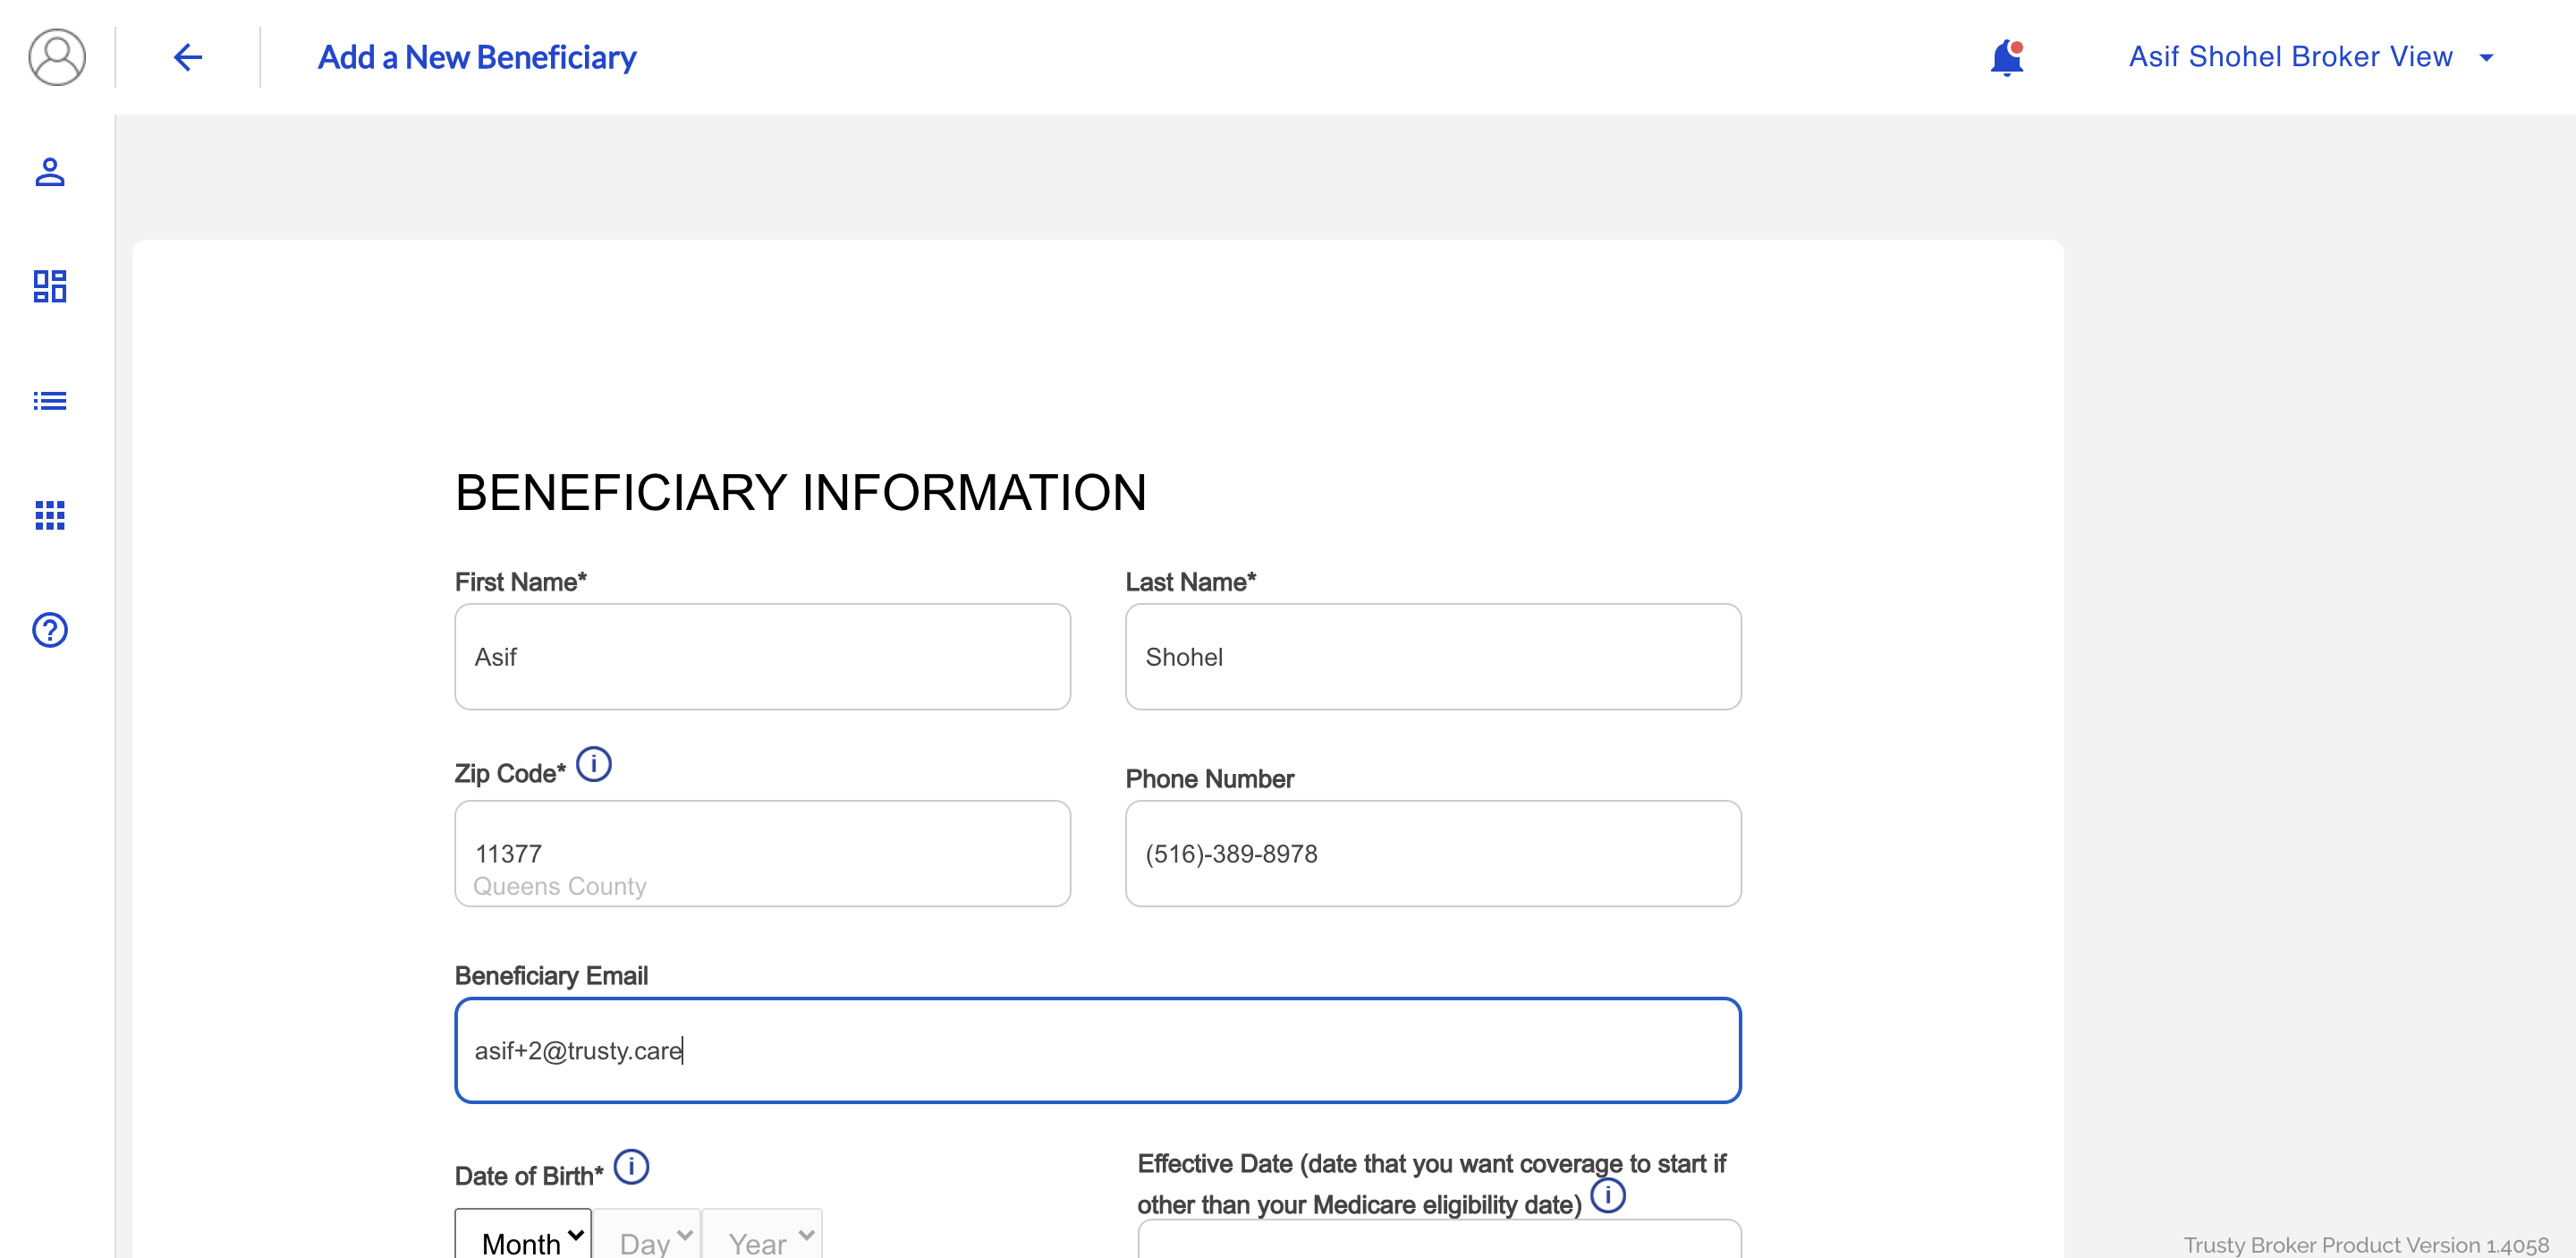 Add a New Beneficiary
Asif Shohel Broker View
BENEFICIARY INFORMATION
First Name*
Last Name*
Asif
Shohel
Zip Code*
Phone Number
11377
Queens County
(516)-389-8978
Beneficiary Email
asif+2@trusty.care
Date of Birth*
Effective Date (date that you want coverage to start if
other than your Medicare eligibility date)
Month
Day
Year
Trusty Broker Product Version 1.4058